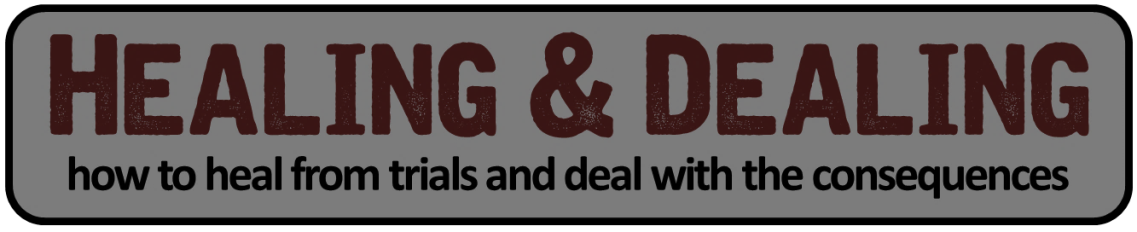 HEALING & DEALING
how to heal from trials and deal with the consequences